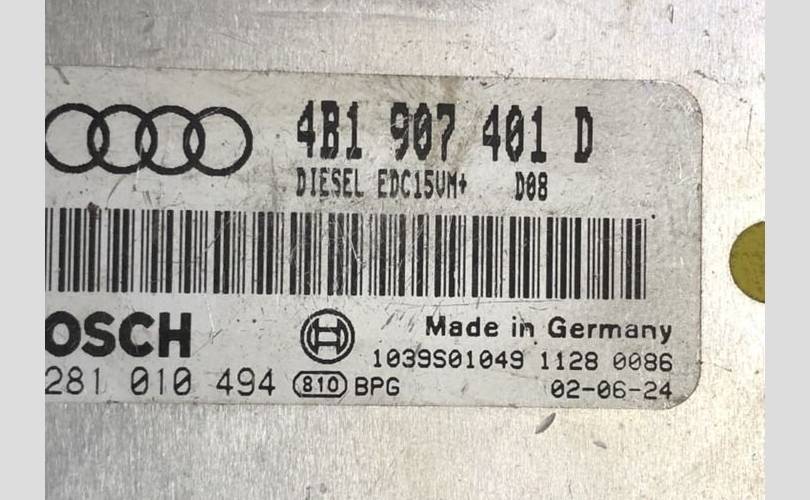 4B1 907 401 D
DIESEL EDC15VM+ D08
OSCH
Made in Germany
1039S01049 1128 0086
281 010 494 810 BPG
02-06-24